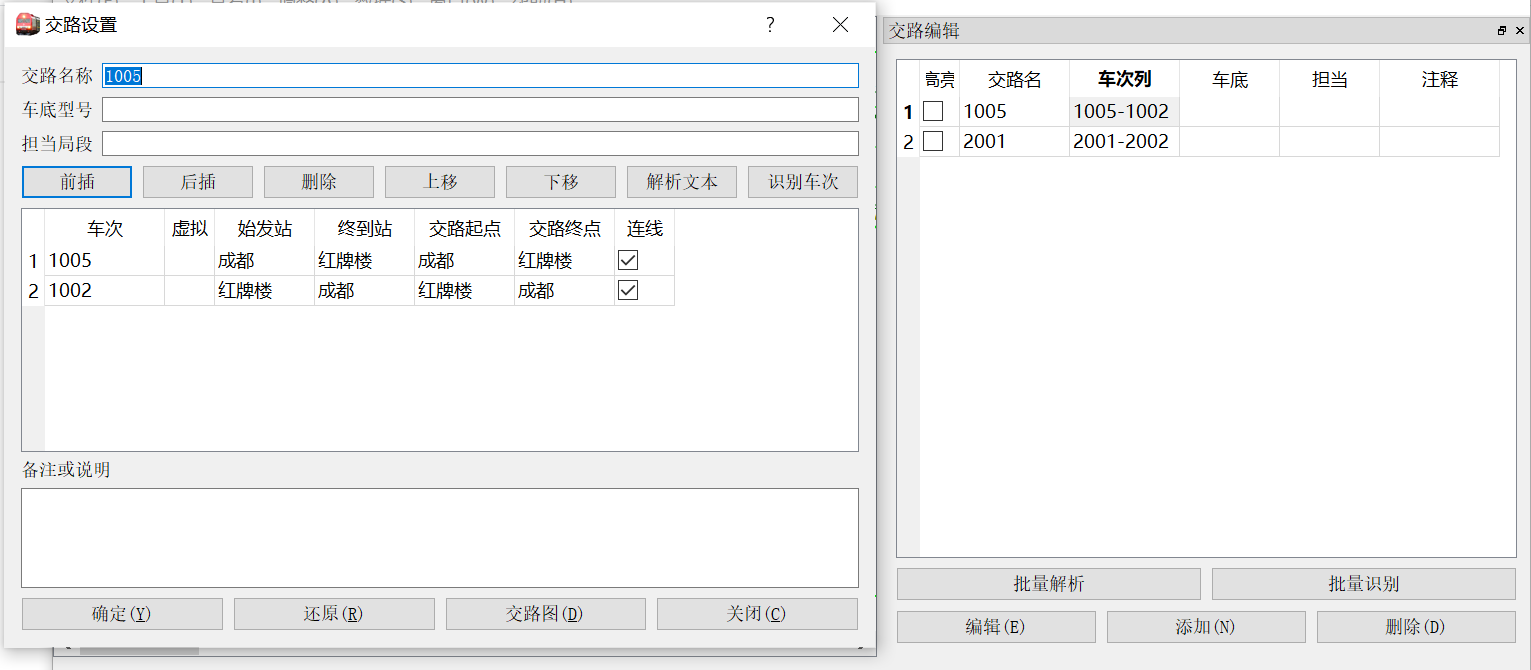 交路设置
?
交路名称 1005
车底型号
担当局段
前插 后插 删除 上移 下移 解析文本 识别车次
车次 虚拟 始发站 终到站 交路起点 交路终点 连线
1 1005 成都 红牌楼 成都 红牌楼
2 1002 红牌楼 成都 红牌楼 成都
备注或说明
确定(Y) 还原(R) 交路图(D) 关闭(C)
交路编辑
高亮 交路名 车次列 车底 担当 注释
1 1005 1005-1002
2 2001 2001-2002
批量解析 批量识别
编辑(E) 添加(N) 删除(D)